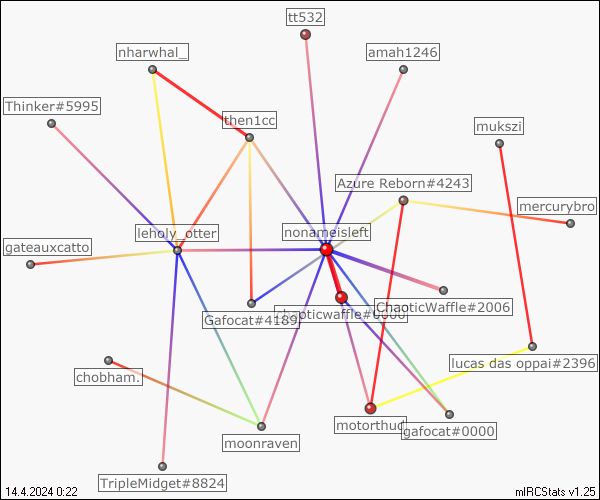 tt532
nharwhal_
amah1246
Thinker#5995
then1cc
mukszi
Azure Reborn#4243
mercurybro
leholy_otter
nonameisleft
gateauxcatto
ChaoticWaffle#2006
Gafocat#4189
chaoticwaffle#0000
lucas das oppai#2396
chobham.
motorthud
gafocat#0000
moonraven
TripleMidget#8824
14.4.2024 0:22
mIRCStats v1.25